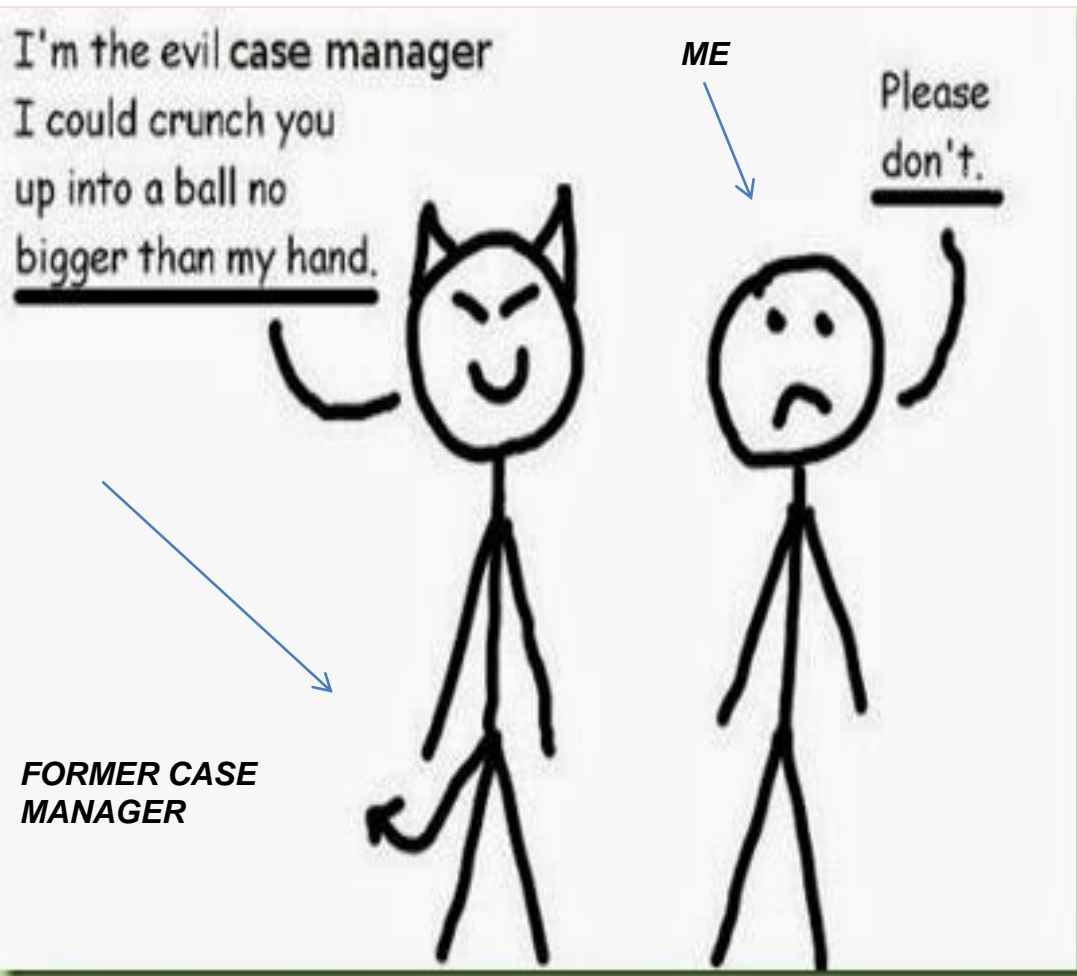 I'm the evil case manager
I could crunch you
up into a ball no
bigger than my hand.
ME
Please
don't.
FORMER CASE
MANAGER